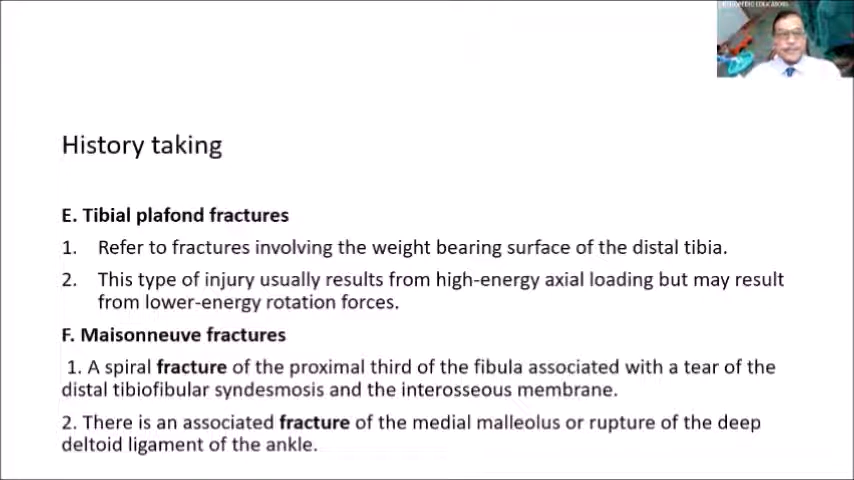 ORTHOPEDIC EDUCATORS
History taking
E. Tibial plafond fractures
1. Refer to fractures involving the weight bearing surface of the distal tibia.
2. This type of injury usually results from high-energy axial loading but may result
from lower-energy rotation forces.
F. Maisonneuve fractures
1. A spiral fracture of the proximal third of the fibula associated with a tear of the
distal tibiofibular syndesmosis and the interosseous membrane.
2. There is an associated fracture of the medial malleolus or rupture of the deep
deltoid ligament of the ankle.